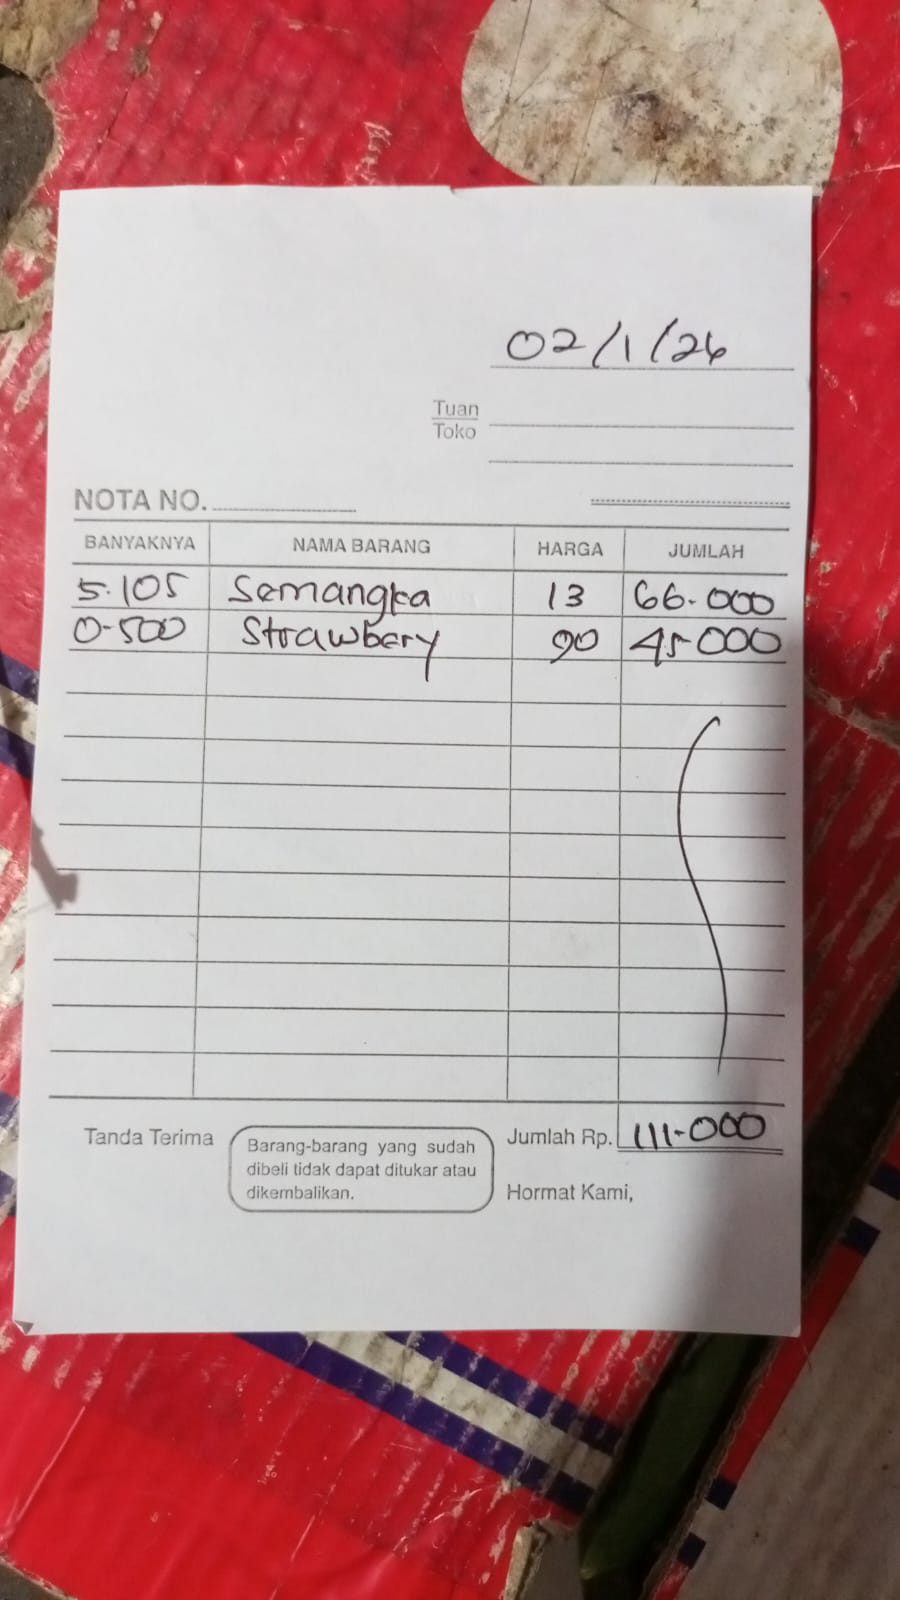 02/1/26
Tuan
Toko
NOTA NO.
BANYAKNYA NAMA BARANG HARGA JUMLAH
5.105 Semangka 13 66.000
0-500 Strawbery 90 45-000
Tanda Terima
Barang-barang yang sudah
dibeli tidak dapat ditukar atau
dikembalikan.
Jumlah Rp. 111-000
Hormat Kami,